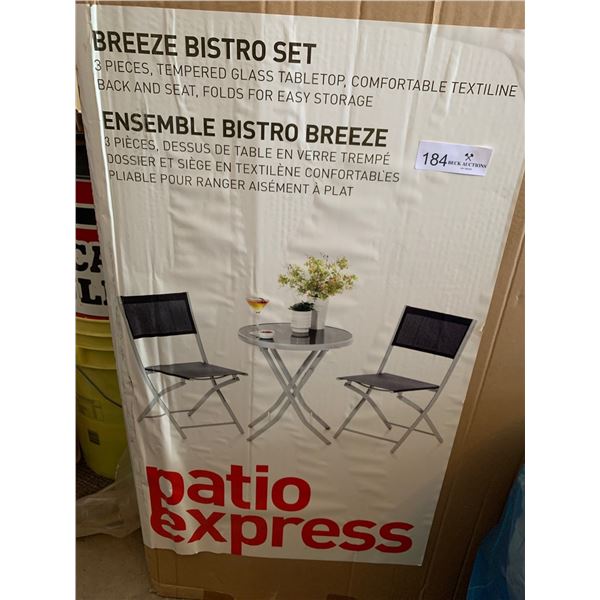 BREEZE BISTRO SET
3 PIECES, TEMPERED GLASS TABLETOP, COMFORTABLE TEXTILINE
BACK AND SEAT, FOLDS FOR EASY STORAGE
ENSEMBLE BISTRO BREEZE
3 PIÈCES, DESSUS DE TABLE EN VERRE TREMPÉ
DOSSIER ET SIÈGE EN TEXTILÈNE CONFORTABLES
PLIABLE POUR RANGER AISÉMENT À PLAT
184 BECK AUCTIONS
patio
express